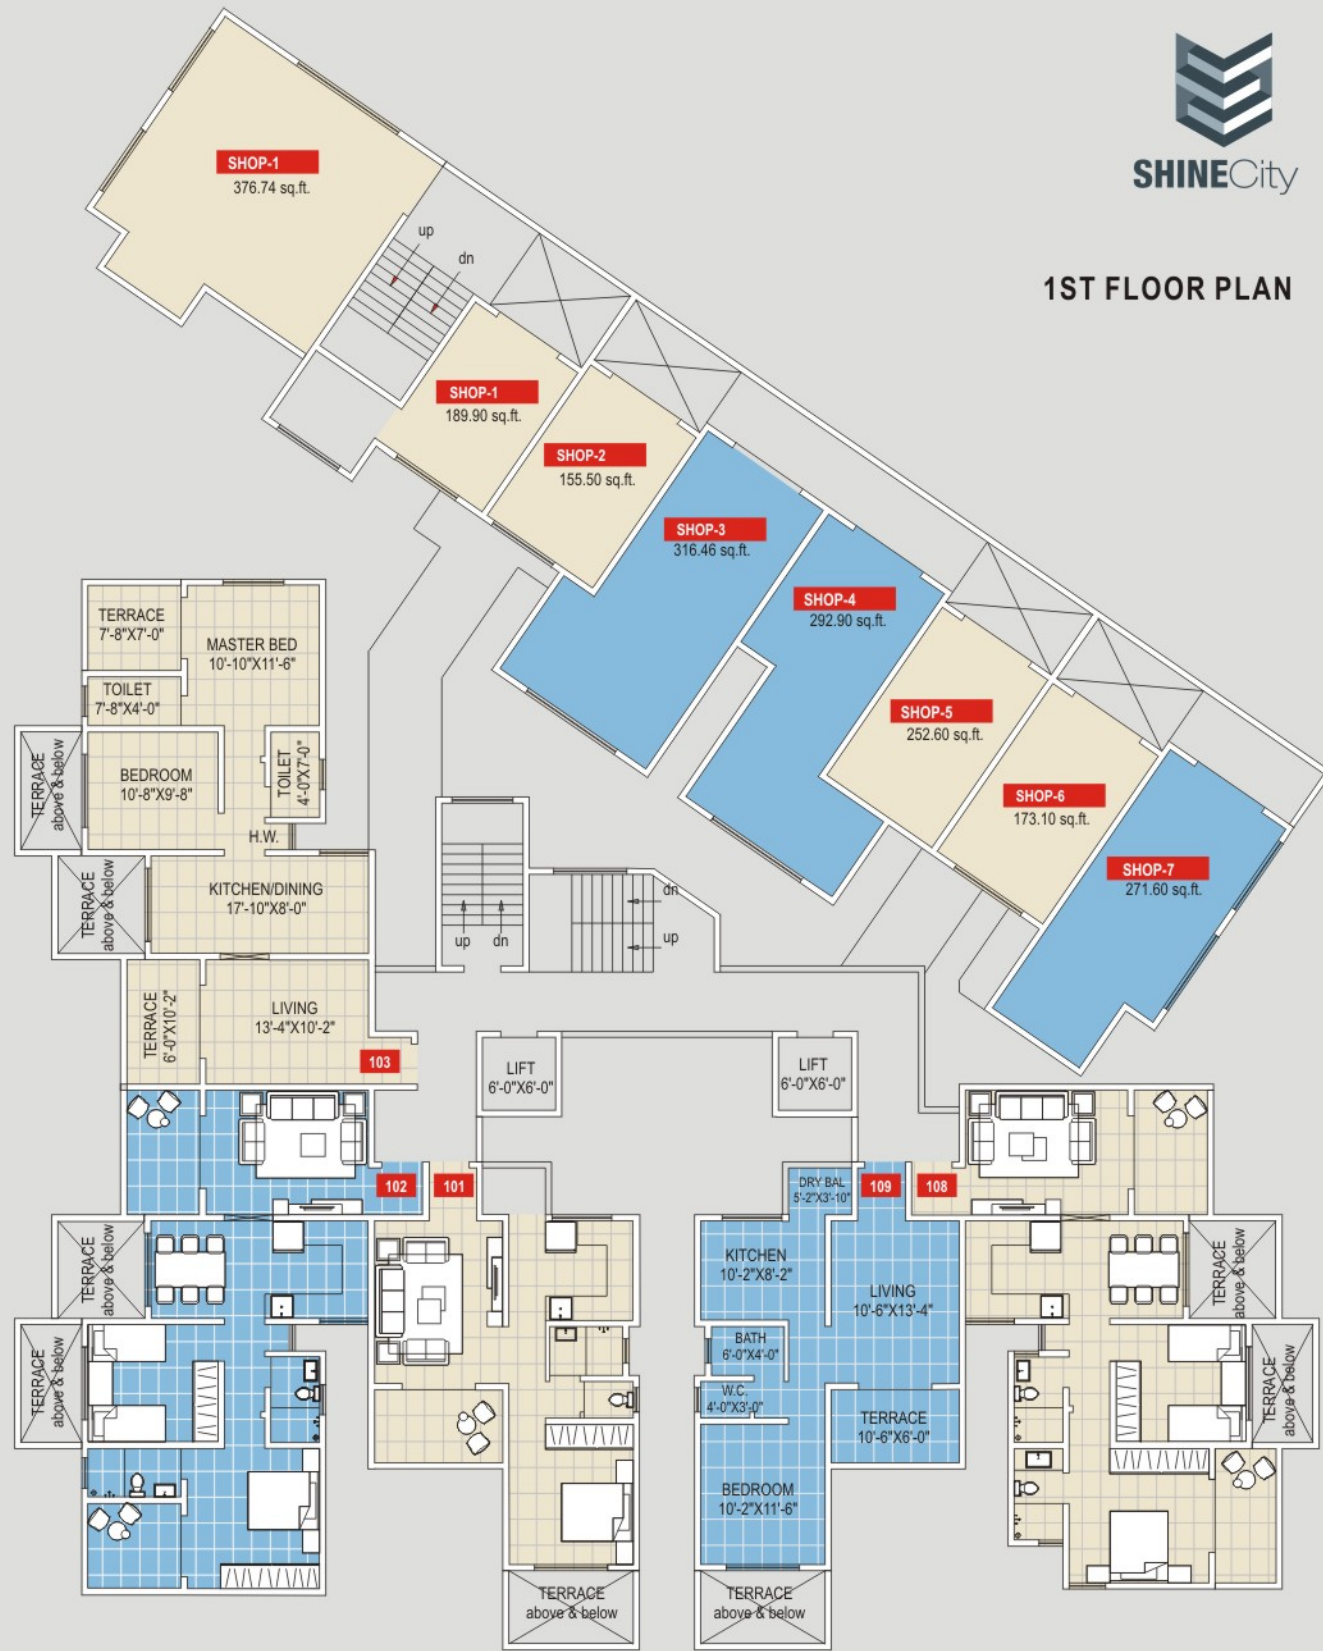 SHINECity
1ST FLOOR PLAN
SHOP-1
376.74 sq.ft.
up
dn
SHOP-1
189.90 sq.ft.
SHOP-2
155.50 sq.ft.
SHOP-3
316.46 sq.ft.
SHOP-4
292.90 sq.ft.
SHOP-5
252.60 sq.ft.
SHOP-6
173.10 sq.ft.
SHOP-7
271.60 sq.ft.
TERRACE
7'-8"X7'-0"
MASTER BED
10'-10"X11'-6"
TOILET
7'-8"X4'-0"
TERRACE
above & below
BEDROOM
10'-8"X9'-8"
TOILET
4'-0"X7'-0"
H.W.
TERRACE
above & below
KITCHEN/DINING
17'-10"X8'-0"
up
dn
dn
up
TERRACE
6'-0"X10'-2"
LIVING
13'-4"X10'-2"
103
LIFT
6'-0"X6'-0"
LIFT
6'-0"X6'-0"
102
101
DRY BAL
5'-2"X3'-10"
109
108
TERRACE
above & below
KITCHEN
10'-2"X8'-2"
LIVING
10'-6"X13'-4"
TERRACE
above & below
TERRACE
above & below
BATH
6'-0"X4'-0"
W.C.
4'-0"X3'-0"
TERRACE
10'-6"X6'-0"
TERRACE
above & below
BEDROOM
10'-2"X11'-6"
TERRACE
above & below
TERRACE
above & below